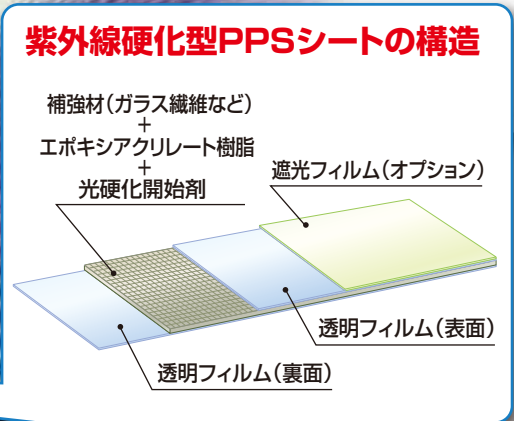 紫外線硬化型PPSシートの構造
補強材（ガラス繊維など）
＋
エポキシアクリレート樹脂
＋
光硬化開始剤
遮光フィルム（オプション）
透明フィルム（表面）
透明フィルム（裏面）